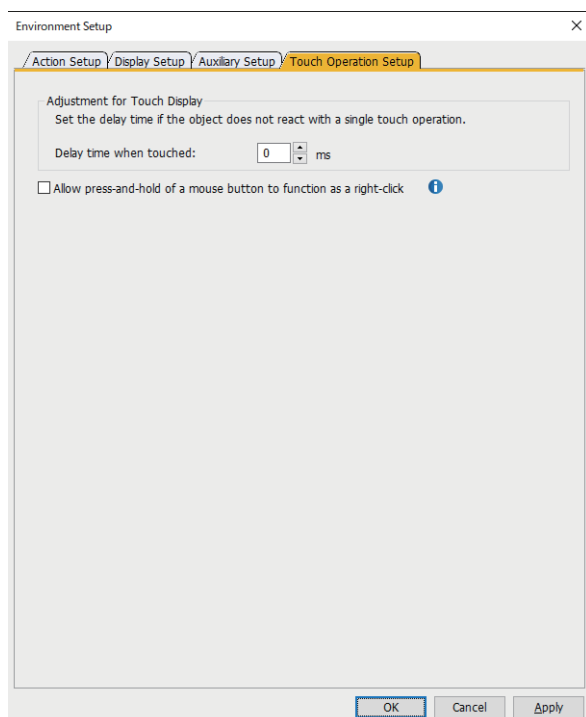 Environment Setup
Action Setup Display Setup Auxiliary Setup Touch Operation Setup
Adjustment for Touch Display
Set the delay time if the object does not react with a single touch operation.
Delay time when touched: 0 ms
Allow press-and-hold of a mouse button to function as a right-click
OK Cancel Apply